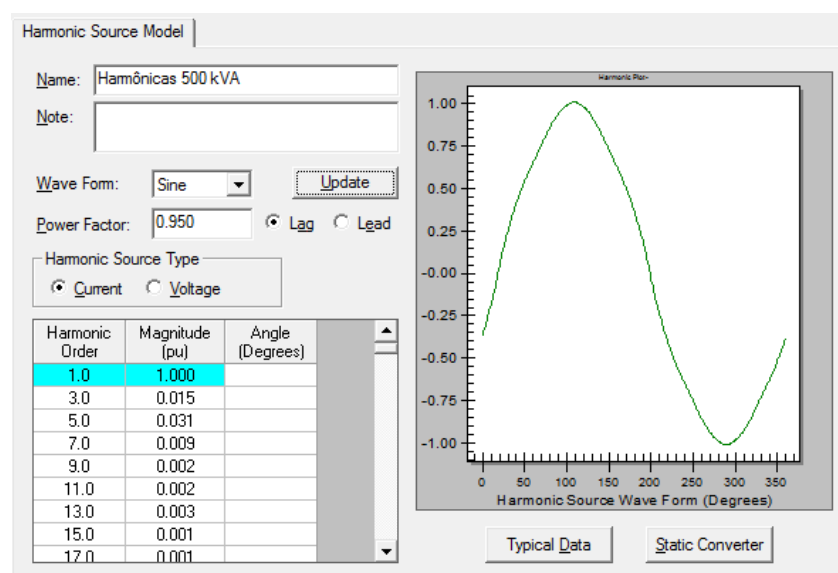 Harmonic Source Model
Name: Harmônicas 500 kVA
Note:
Wave Form: Sine Update
Power Factor: 0.950 Lag Lead
Harmonic Source Type
Current Voltage
Harmonic Order Magnitude (pu) Angle (Degrees)
1.0 1.000
3.0 0.015
5.0 0.031
7.0 0.009
9.0 0.002
11.0 0.002
13.0 0.003
15.0 0.001
17.0 0.001
1.00
0.75
0.50
0.25
-0.00
-0.25
-0.50
-0.75
-1.00
0 50 100 150 200 250 300 350
Harmonic Source Wave Form (Degrees)
Typical Data Static Converter